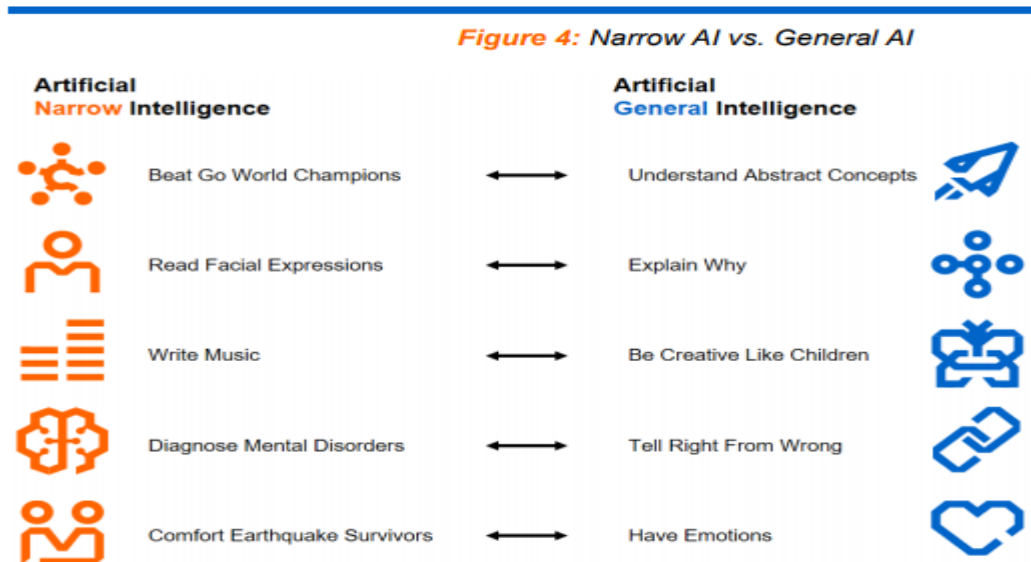 Figure 4: Narrow AI vs. General AI
Artificial
Narrow Intelligence
Artificial
General Intelligence
Beat Go World Champions
Understand Abstract Concepts
Read Facial Expressions
Explain Why
Write Music
Be Creative Like Children
Diagnose Mental Disorders
Tell Right From Wrong
Comfort Earthquake Survivors
Have Emotions